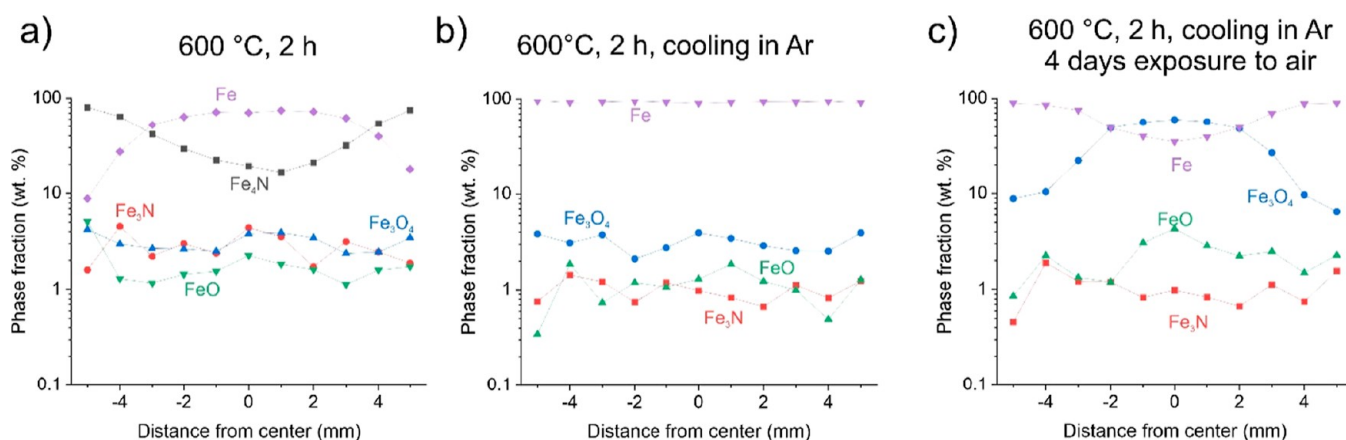 a)
600 °C, 2 h
Phase fraction (wt. %)
100
10
1
0.1
Fe
Fe₄N
Fe₃N
Fe₃O₄
FeO
-4
-2
0
2
4
Distance from center (mm)
b)
600°C, 2 h, cooling in Ar
Phase fraction (wt. %)
100
10
1
0.1
Fe
Fe₃O₄
FeO
Fe₃N
-4
-2
0
2
4
Distance from center (mm)
c)
600 °C, 2 h, cooling in Ar
4 days exposure to air
Phase fraction (wt. %)
100
10
1
0.1
Fe
Fe₃O₄
FeO
Fe₃N
-4
-2
0
2
4
Distance from center (mm)